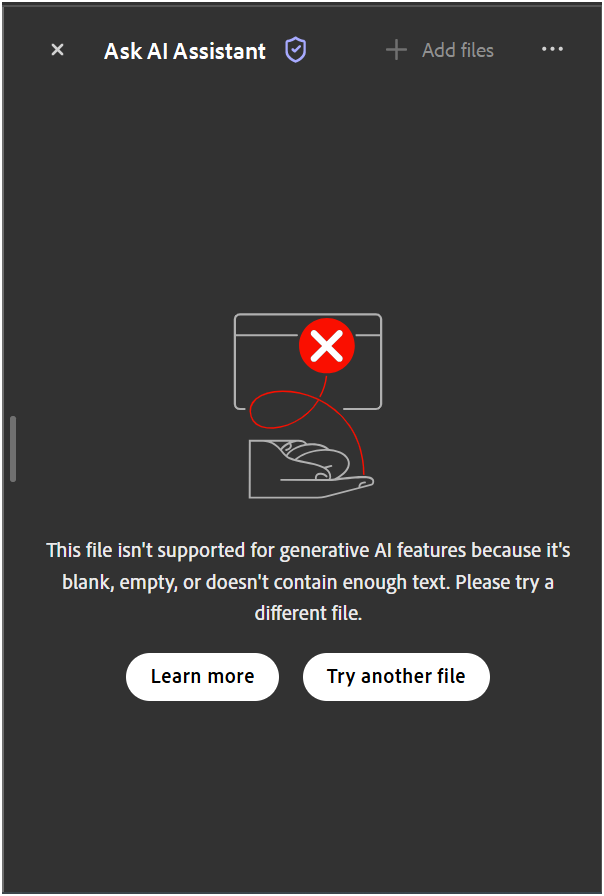 Ask AI Assistant
Add files
This file isn't supported for generative AI features because it's
blank, empty, or doesn't contain enough text. Please try a
different file.
Learn more
Try another file